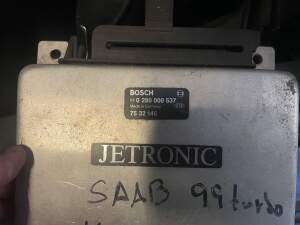 BOSCH
0 280 000 537
Made in Germany
75 32 146
JETRONIC
SAAB 99 turbo